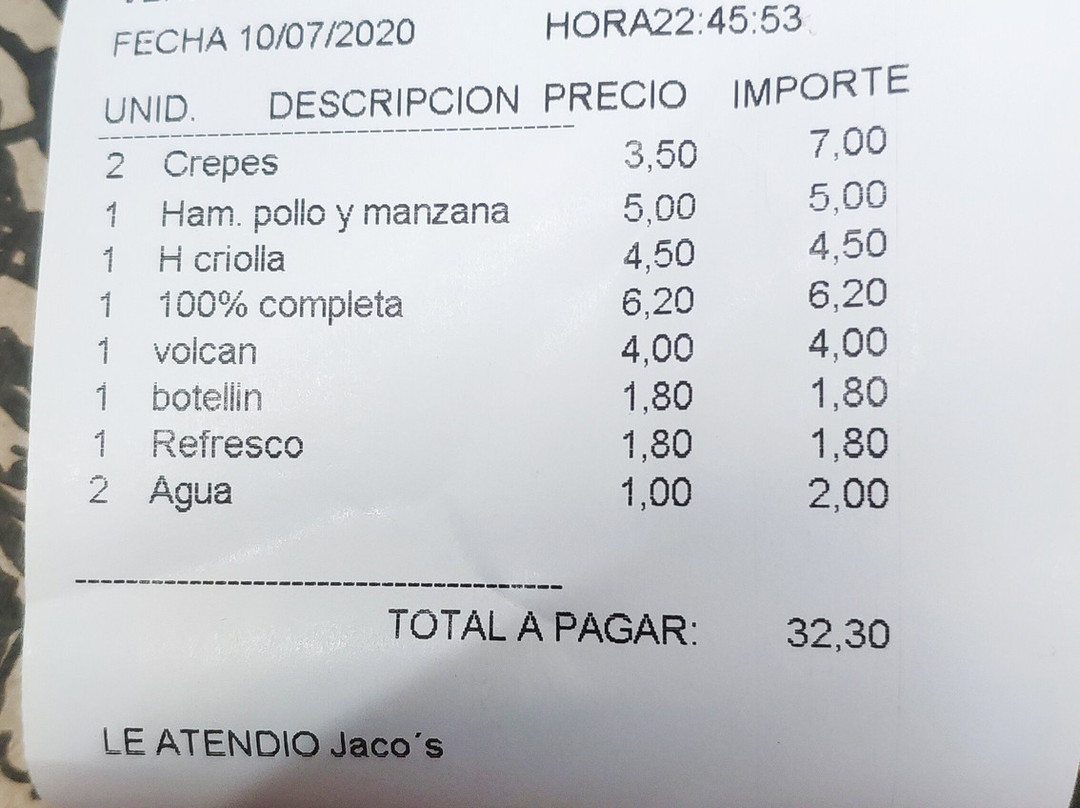 FECHA 10/07/2020 HORA22:45:53
UNID. DESCRIPCION PRECIO IMPORTE
2 Crepes 3,50 7,00
1 Ham. pollo y manzana 5,00 5,00
1 H criolla 4,50 4,50
1 100% completa 6,20 6,20
1 volcan 4,00 4,00
1 botellin 1,80 1,80
1 Refresco 1,80 1,80
2 Agua 1,00 2,00
TOTAL A PAGAR: 32,30
LE ATENDIO Jaco´s